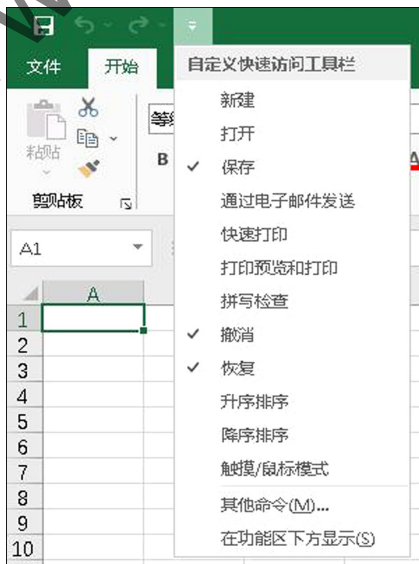 文件 开始
自定义快速访问工具栏
新建
打开
保存
通过电子邮件发送
快速打印
打印预览和打印
拼写检查
撤消
恢复
升序排序
降序排序
触摸/鼠标模式
其他命令(M)...
在功能区下方显示(S)
粘贴
B
A
剪贴板
A1
A
1
2
3
4
5
6
7
8
9
10